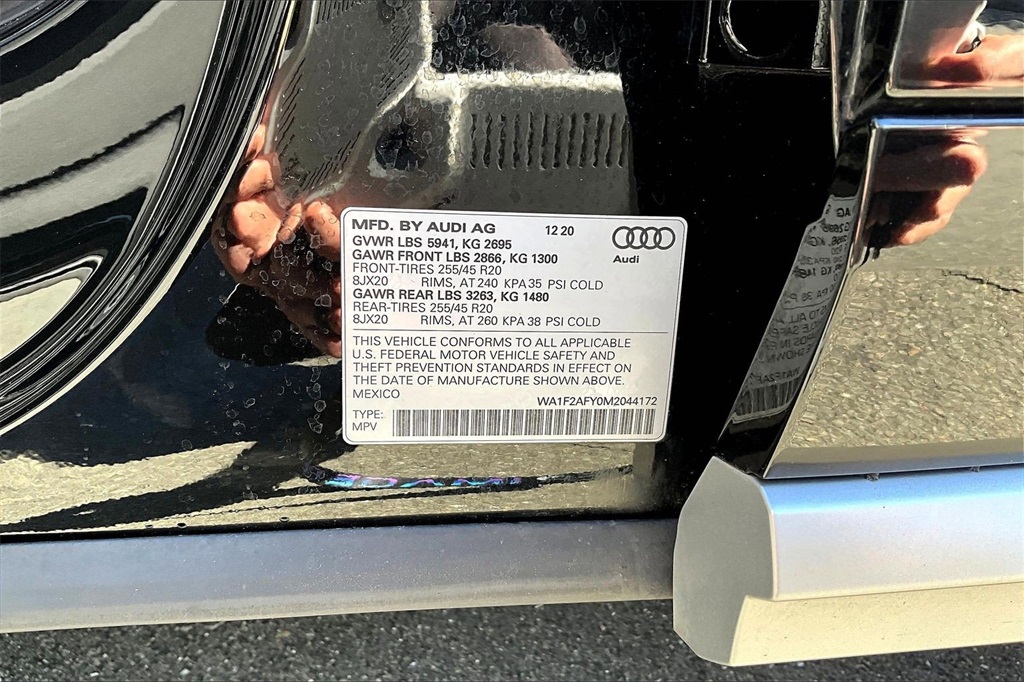 MFD. BY AUDI AG 12 20
GVWR LBS 5941, KG 2695
GAWR FRONT LBS 2866, KG 1300
Audi
FRONT-TIRES 255/45 R20
8JX20 RIMS, AT 240 KPA 35 PSI COLD
GAWR REAR LBS 3263, KG 1480
REAR-TIRES 255/45 R20
8JX20 RIMS, AT 260 KPA 38 PSI COLD
THIS VEHICLE CONFORMS TO ALL APPLICABLE
U.S. FEDERAL MOTOR VEHICLE SAFETY AND
THEFT PREVENTION STANDARDS IN EFFECT ON
THE DATE OF MANUFACTURE SHOWN ABOVE.
MEXICO
WA1F2AFY0M2044172
TYPE:
MPV